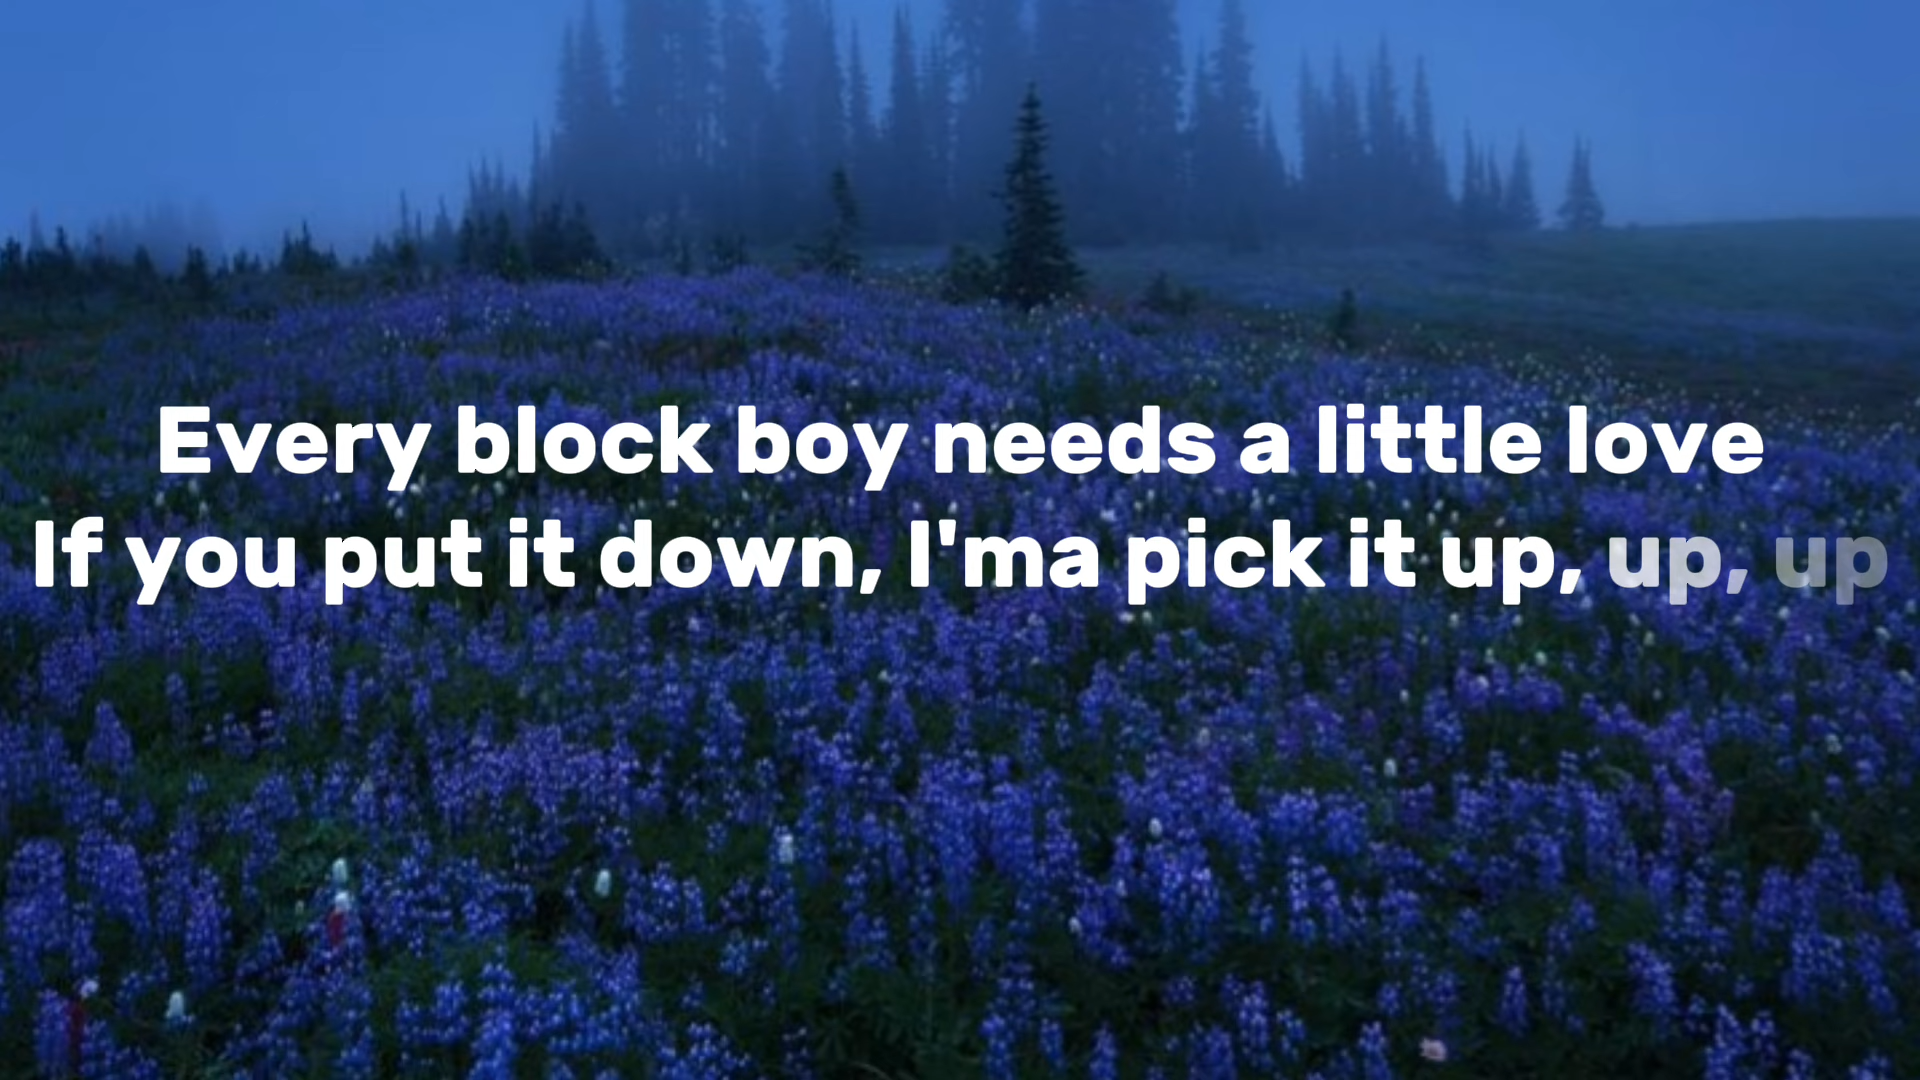 Every block boy needs a little love
If you put it down, I'ma pick it up, up, up